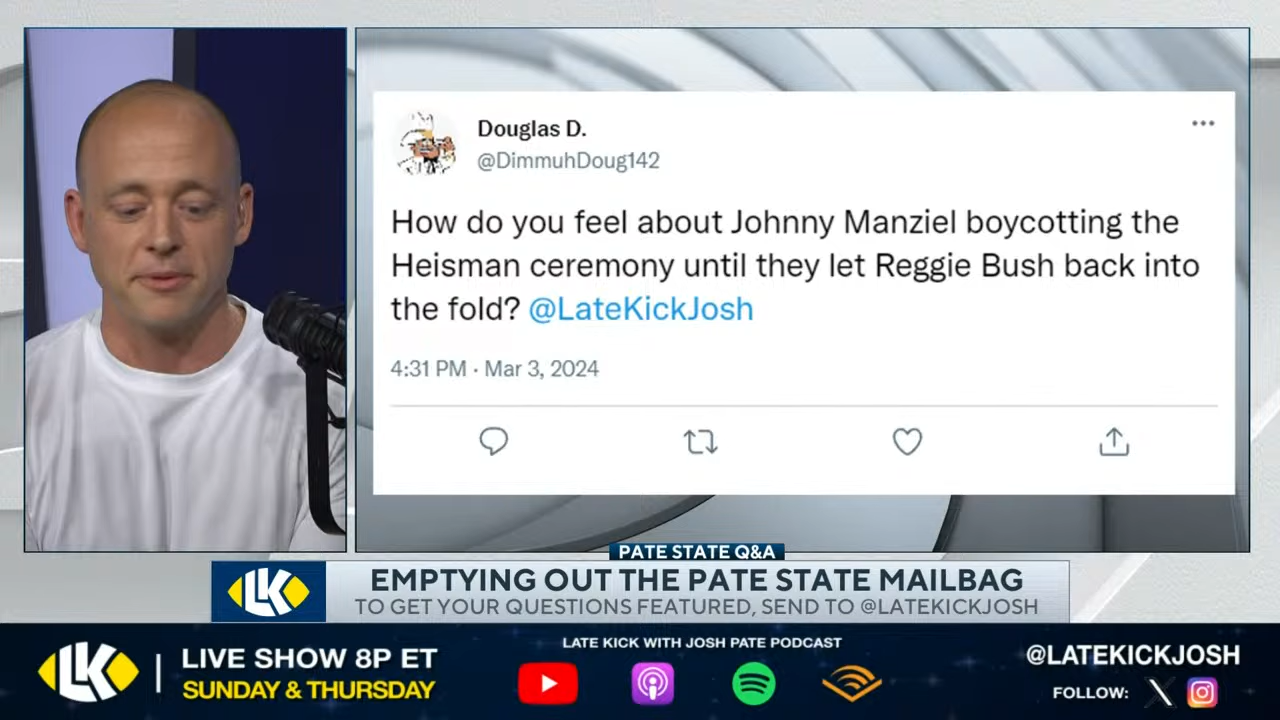 Douglas D.
@DimmuhDoug142
How do you feel about Johnny Manziel boycotting the
Heisman ceremony until they let Reggie Bush back into
the fold? @LateKickJosh
4:31 PM · Mar 3, 2024
PATE STATE Q&A
LK
EMPTYING OUT THE PATE STATE MAILBAG
TO GET YOUR QUESTIONS FEATURED, SEND TO @LATEKICKJOSH
LK
LIVE SHOW 8P ET
SUNDAY & THURSDAY
LATE KICK WITH JOSH PATE PODCAST
@LATEKICKJOSH
FOLLOW: